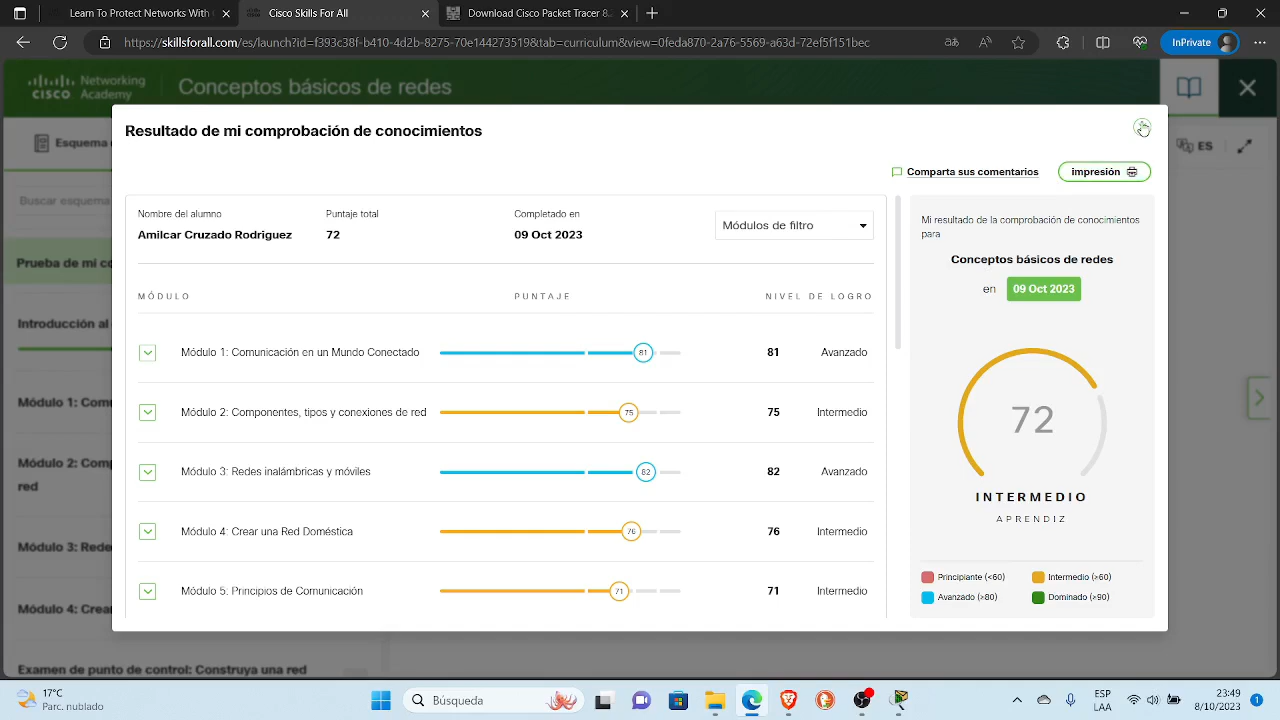 Learn To Protect Networks With
Cisco Skills For All
Download Cisco Packet Tracer 8.
https://skillsforall.com/es/launch?id=f393c38f-b410-4d2b-8275-70e144273519&tab=curriculum&view=0feda870-2a76-5569-a63d-72ef5f151bec
InPrivate
CISCO Networking Academy
Conceptos básicos de redes
Esquema
ES
Buscar esquema
Prueba de mi co
Introducción al
Módulo 1: Com
Módulo 2: Comp
red
Módulo 3: Rede
Módulo 4: Crea
Examen de punto de control: Construya una red
Resultado de mi comprobación de conocimientos
Comparta sus comentarios
impresión
Nombre del alumno
Puntaje total
Completado en
Amilcar Cruzado Rodriguez
72
09 Oct 2023
Módulos de filtro
MÓDULO
PUNTAJE
NIVEL DE LOGRO
Módulo 1: Comunicación en un Mundo Conectado 81 81 Avanzado
Módulo 2: Componentes, tipos y conexiones de red 75 75 Intermedio
Módulo 3: Redes inalámbricas y móviles 82 82 Avanzado
Módulo 4: Crear una Red Doméstica 76 76 Intermedio
Módulo 5: Principios de Comunicación 71 71 Intermedio
Mi resultado de la comprobación de conocimientos
para
Conceptos básicos de redes
en 09 Oct 2023
72
INTERMEDIO
APRENDIZ
Principiante (<60)
Intermedio (>60)
Avanzado (>80)
Dominado (>90)
17°C
Parc. nublado
Búsqueda
ESP
LAA
23:49
8/10/2023
1